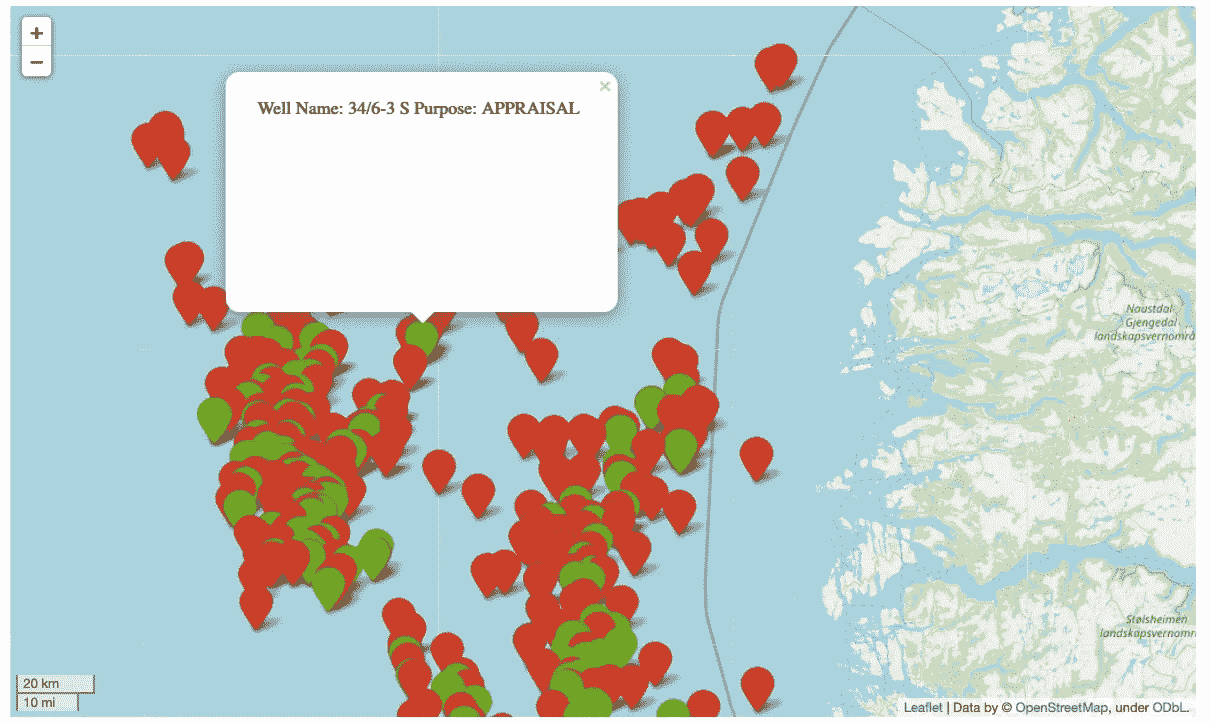 +
−
×
Well Name: 34/6-3 S Purpose: APPRAISAL
Naustdal
Gjengedal
landskapsvernområ
Stølsheimen
landskapsvernområ
20 km
10 mi
Leaflet | Data by © OpenStreetMap, under ODbL.